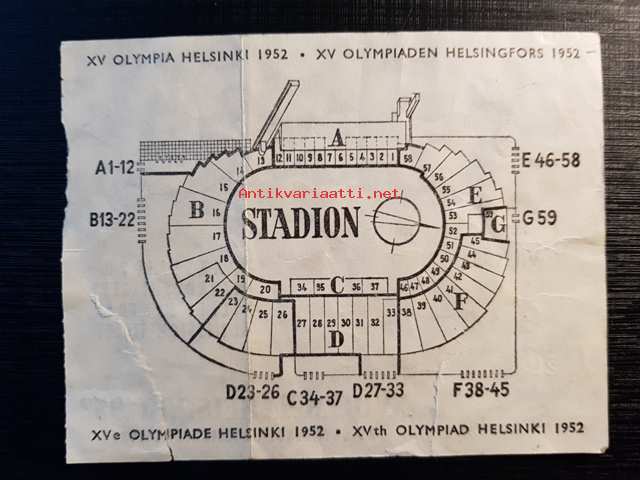 XV OLYMPIA HELSINKI 1952 • XV OLYMPIADEN HELSINGFORS 1952
A
13 12 11 10 9 8 7 6 5 4 3 2 1 58
A1-12
E 46-58
14 57
15 56
55
Antikvariaatti.net
54 E
B13-22
B 16
STADION
53 59 G
G59
52
17 51 45
18 50 44
19 49 43
21 20
C
34 35 36 37
46 47 48 42
22 23 24 25 26
27 28 29 30 31 32 33
D
38 39 40 41 F
D23-26
C34-37
D27-33
F38-45
XVe OLYMPIADE HELSINKI 1952 • XVth OLYMPIAD HELSINKI 1952